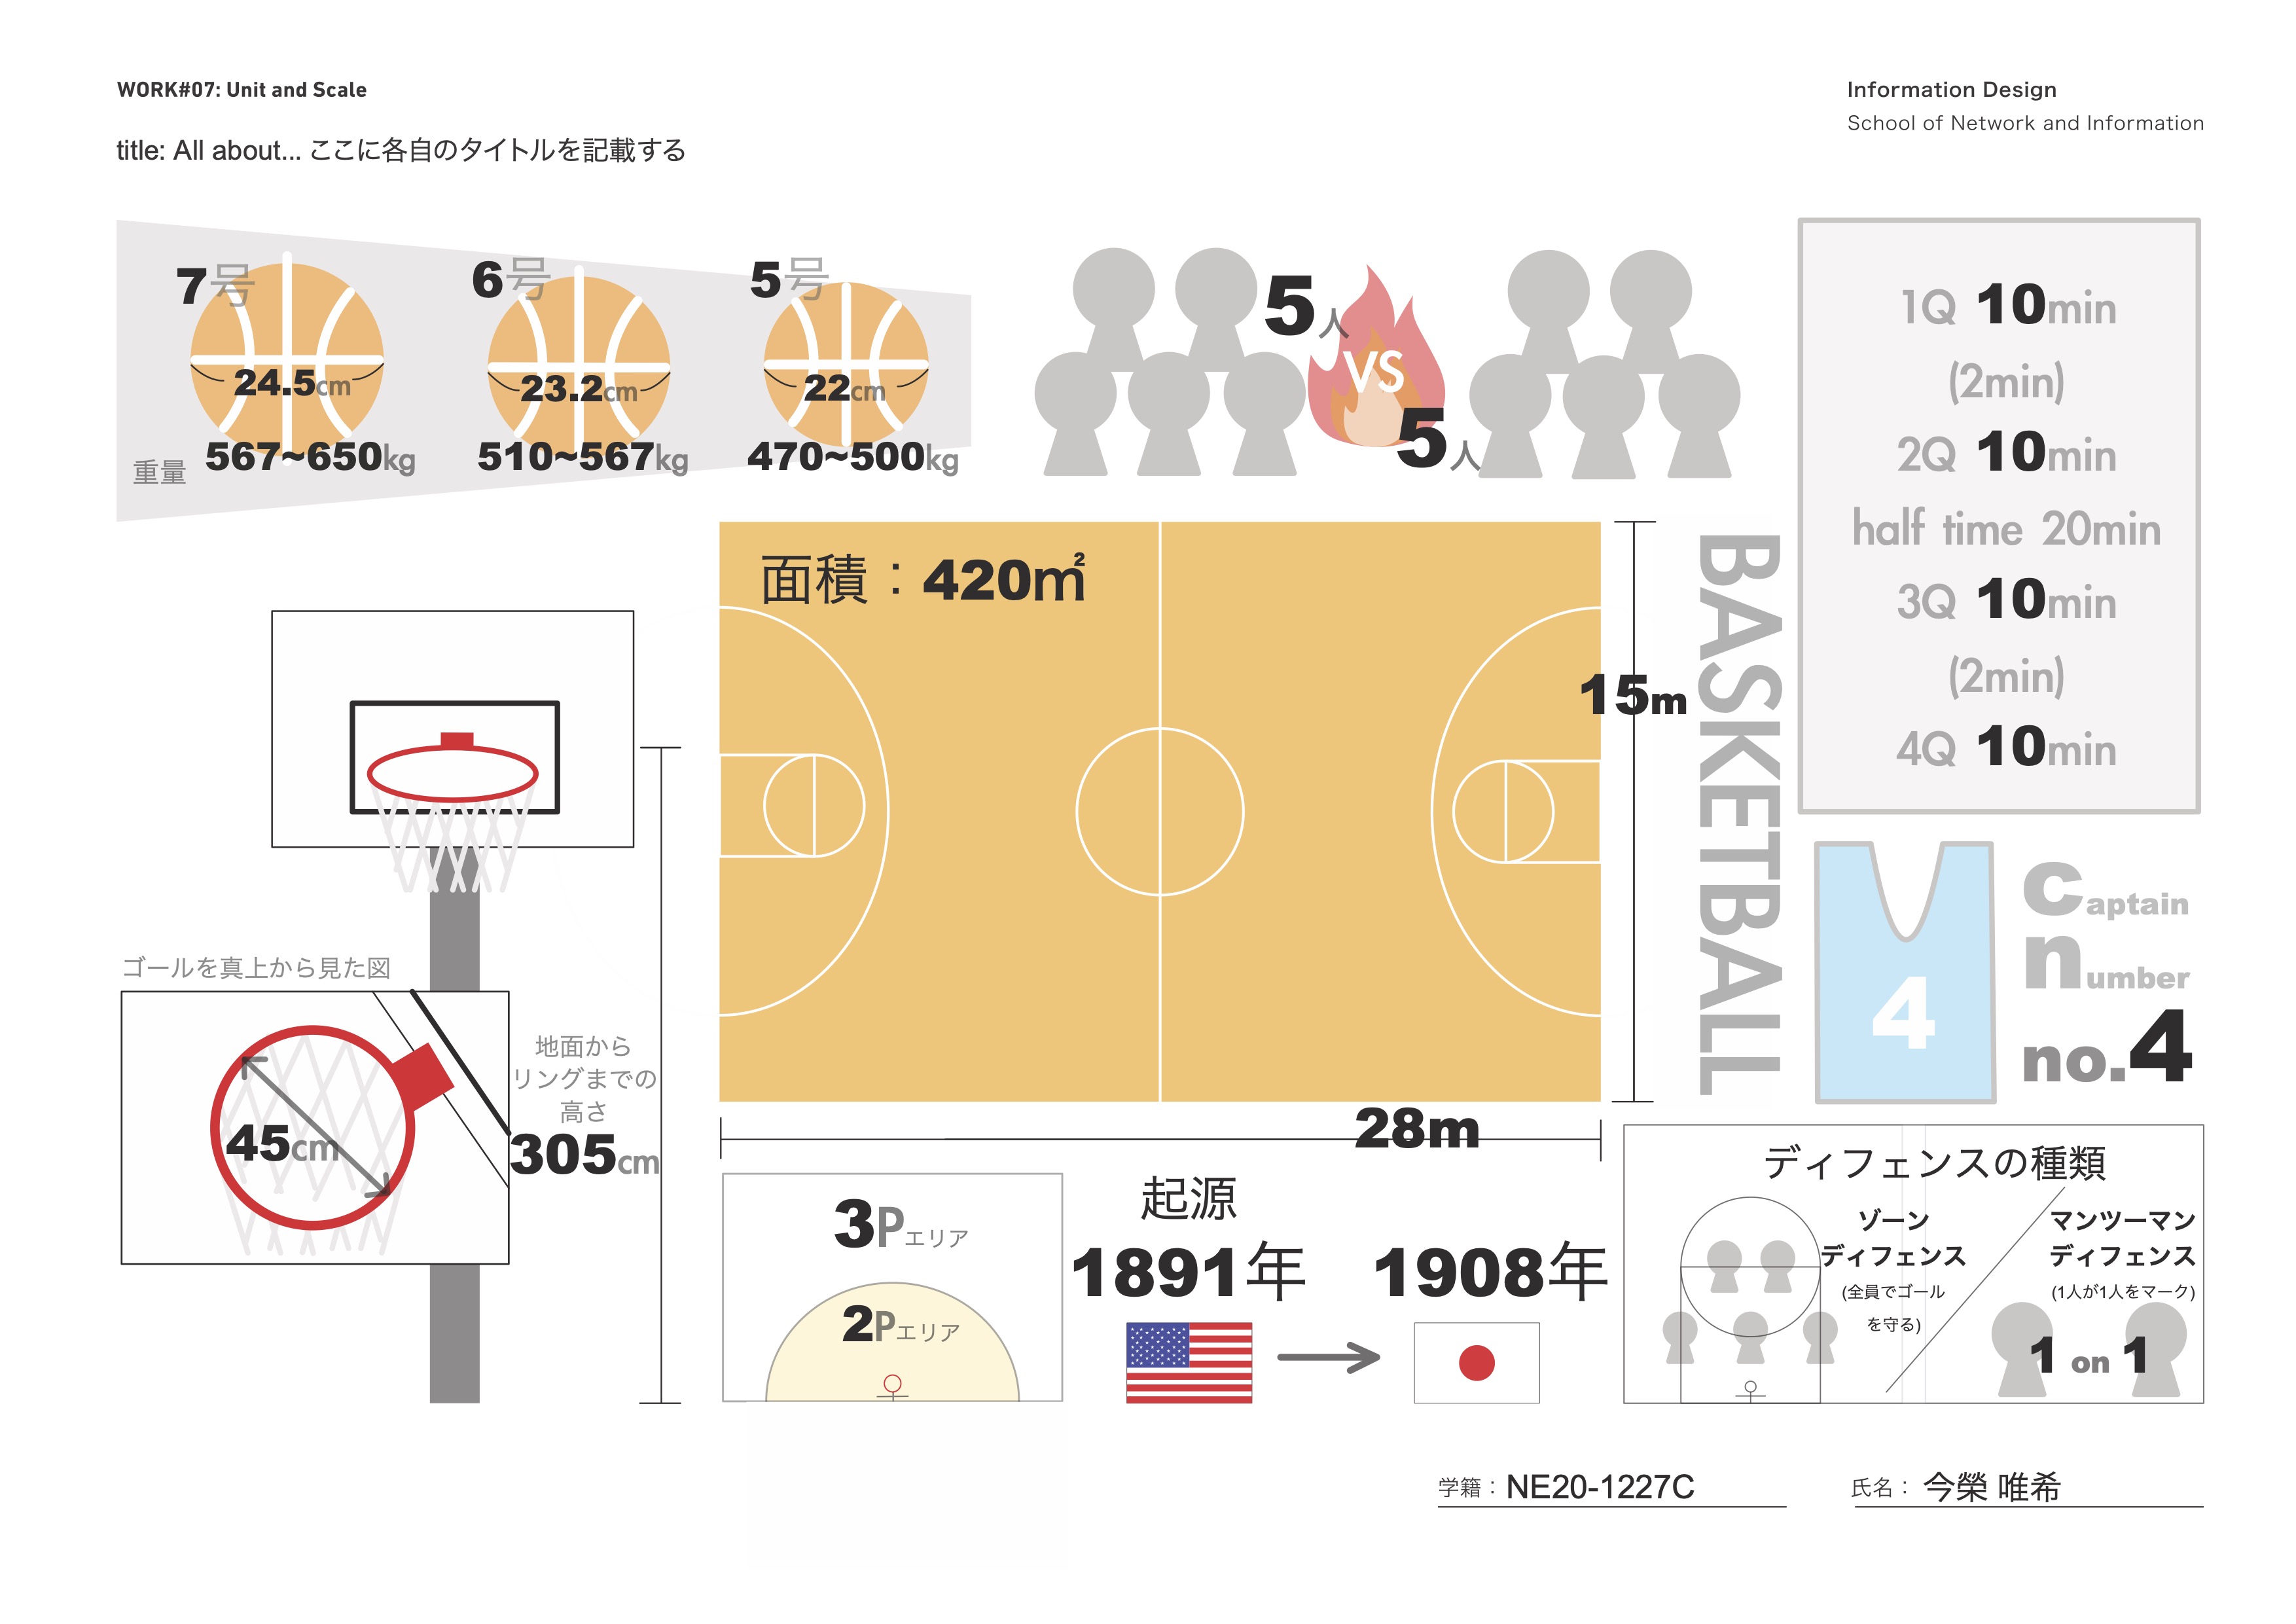 WORK#07: Unit and Scale
title: All about... ここに各自のタイトルを記載する
Information Design
School of Network and Information
7号
24.5cm
重量 567~650kg
6号
23.2cm
510~567kg
5号
22cm
470~500kg
5人
VS
5人
1Q 10min
(2min)
2Q 10min
half time 20min
3Q 10min
(2min)
4Q 10min
面積：420㎡
15m
28m
BASKETBALL
4
Captain
number
no.4
ゴールを真上から見た図
45cm
地面から
リングまでの
高さ
305cm
3Pエリア
2Pエリア
起源
1891年
1908年
ディフェンスの種類
ゾーン
ディフェンス
(全員でゴール
を守る)
マンツーマン
ディフェンス
(1人が1人をマーク)
1 on 1
学籍：NE20-1227C
氏名：今榮 唯希